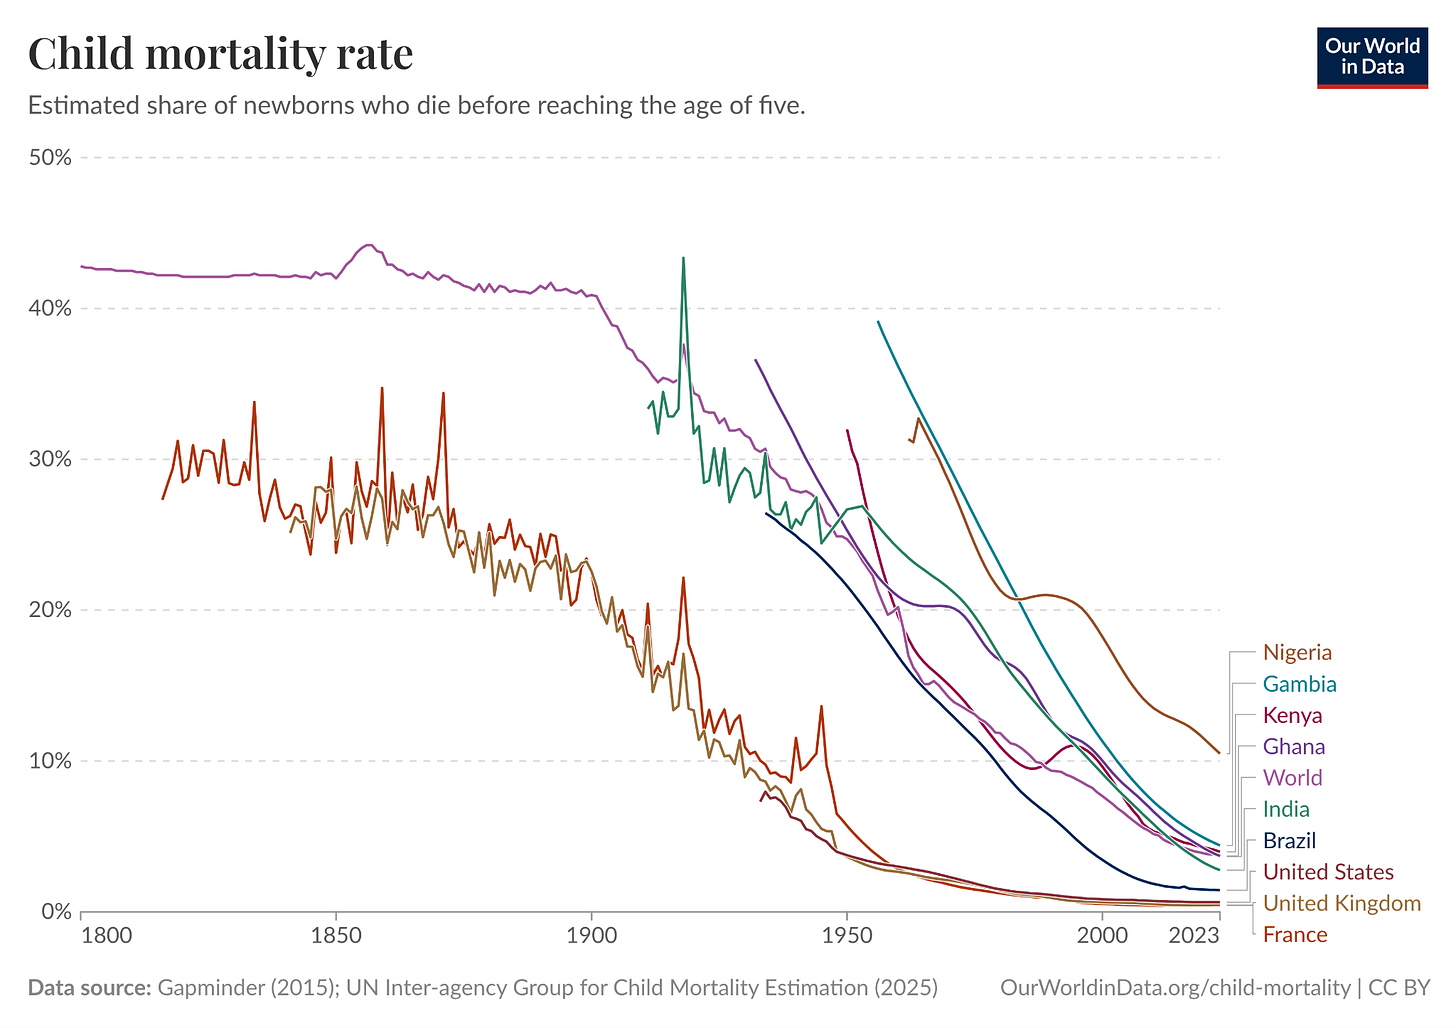 Child mortality rate
Our World
in Data
Estimated share of newborns who die before reaching the age of five.
50%
40%
30%
20%
10%
0%
1800
1850
1900
1950
2000
2023
Nigeria
Gambia
Kenya
Ghana
World
India
Brazil
United States
United Kingdom
France
Data source: Gapminder (2015); UN Inter-agency Group for Child Mortality Estimation (2025)
OurWorldinData.org/child-mortality | CC BY